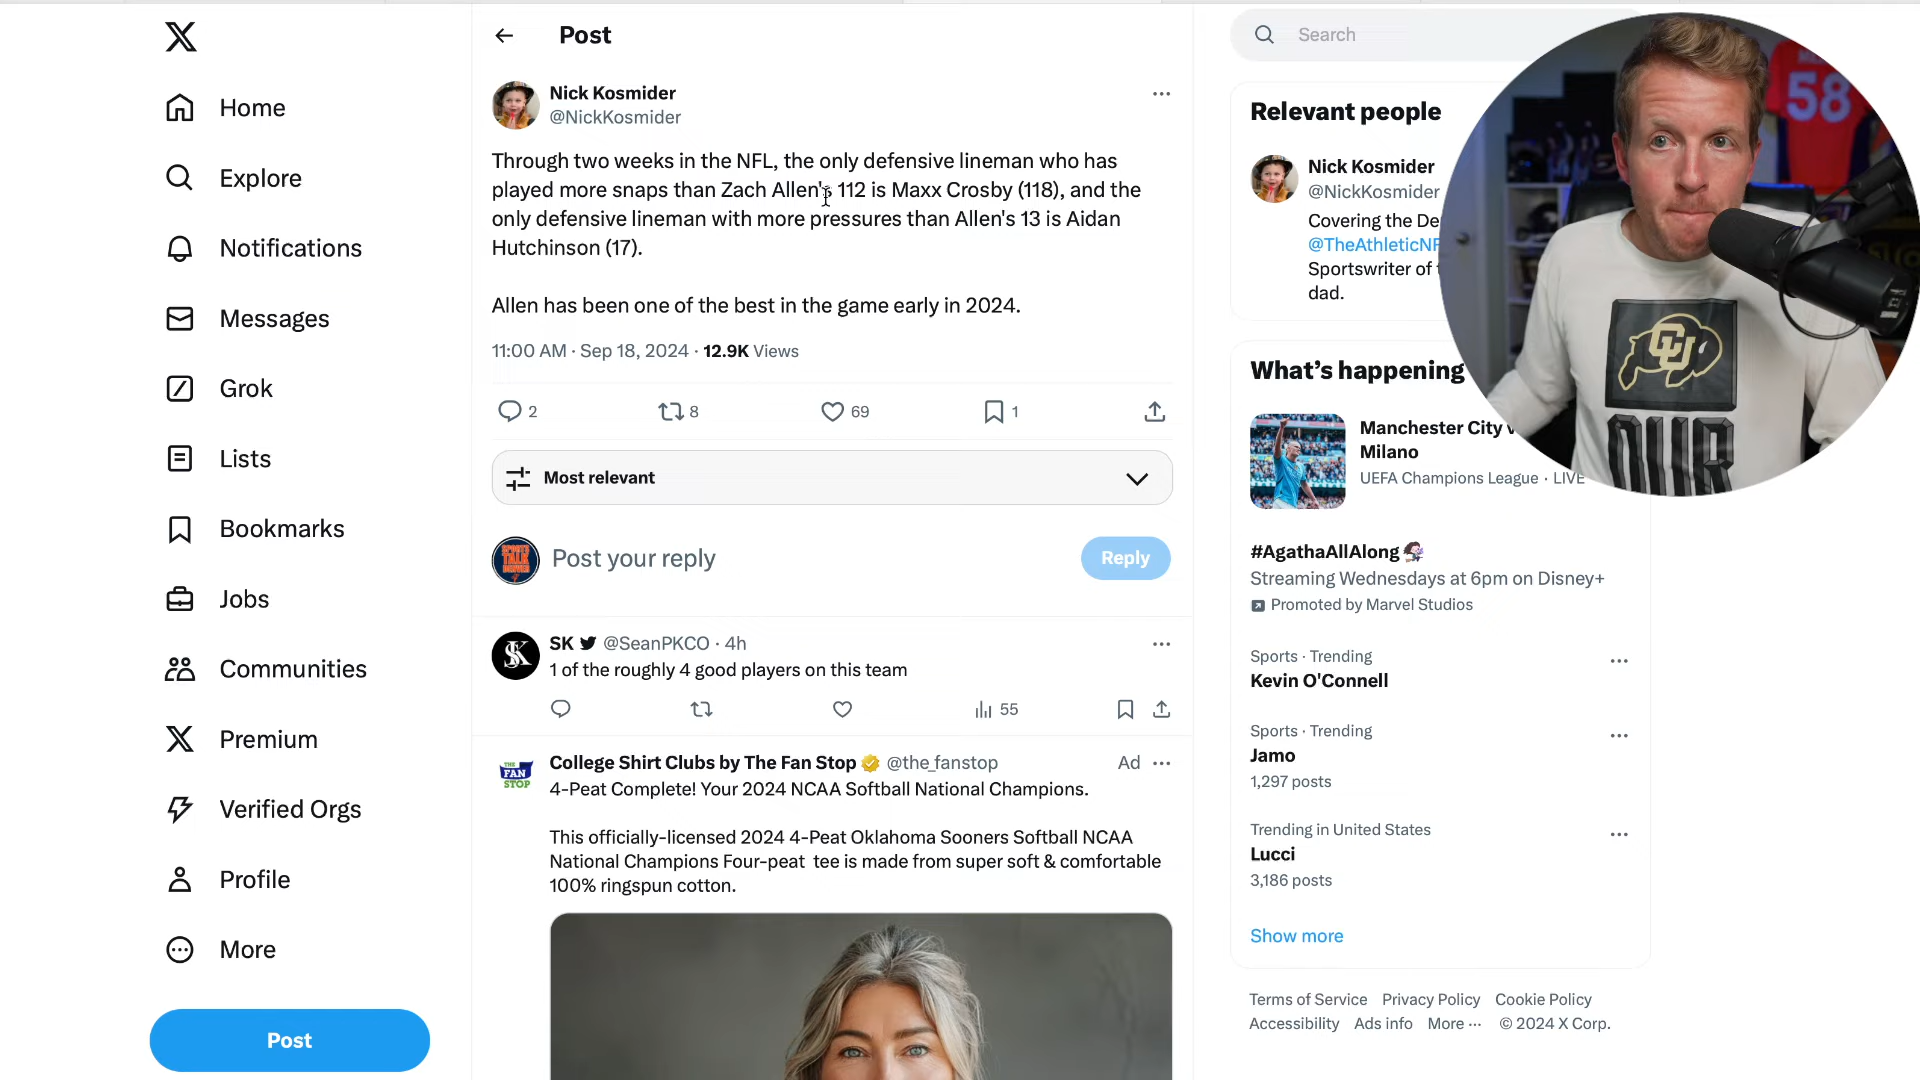 Home
Explore
Notifications
Messages
Grok
Lists
Bookmarks
Jobs
Communities
Premium
Verified Orgs
Profile
More
Post
Post
Nick Kosmider
@NickKosmider
Through two weeks in the NFL, the only defensive lineman who has
played more snaps than Zach Allen's 112 is Maxx Crosby (118), and the
only defensive lineman with more pressures than Allen's 13 is Aidan
Hutchinson (17).
Allen has been one of the best in the game early in 2024.
11:00 AM · Sep 18, 2024 · 12.9K Views
2 8 69 1
Most relevant
Post your reply
Reply
SK @SeanPKCO · 4h
1 of the roughly 4 good players on this team
55
THE FAN STOP
College Shirt Clubs by The Fan Stop @the_fanstop Ad
4-Peat Complete! Your 2024 NCAA Softball National Champions.
This officially-licensed 2024 4-Peat Oklahoma Sooners Softball NCAA
National Champions Four-peat tee is made from super soft & comfortable
100% ringspun cotton.
Search
Relevant people
Nick Kosmider
@NickKosmider
Covering the De
@TheAthleticNF
Sportswriter of
dad.
What's happening
Manchester City v
Milano
UEFA Champions League · LIVE
#AgathaAllAlong
Streaming Wednesdays at 6pm on Disney+
Promoted by Marvel Studios
Sports · Trending
Kevin O'Connell
Sports · Trending
Jamo
1,297 posts
Trending in United States
Lucci
3,186 posts
Show more
Terms of Service Privacy Policy Cookie Policy
Accessibility Ads info More ··· © 2024 X Corp.
58
CU
OUR